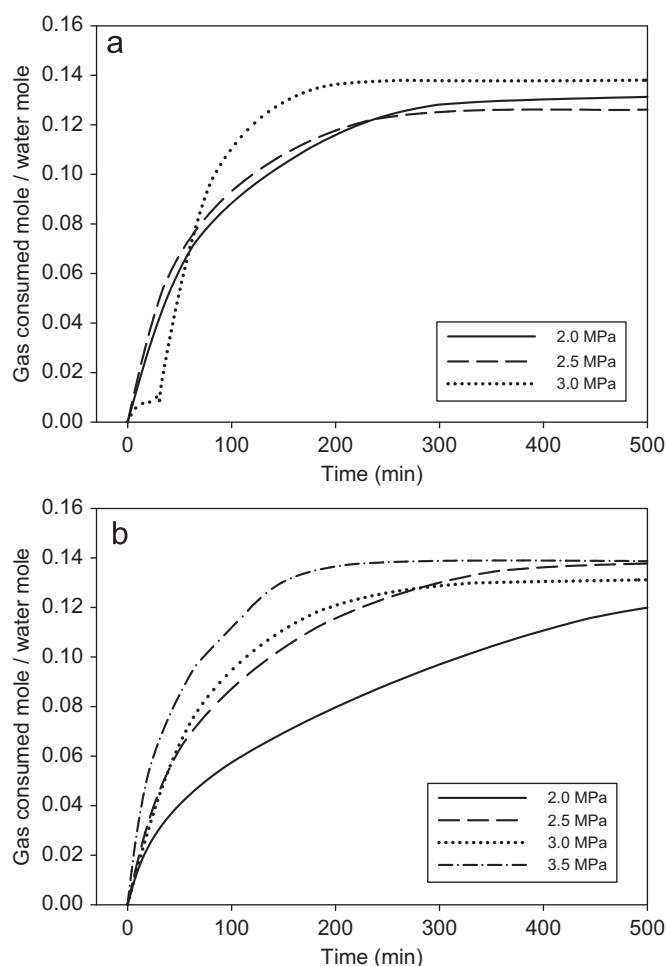 a
Gas consumed mole / water mole
0.16
0.14
0.12
0.10
0.08
0.06
0.04
0.02
0.00
2.0 MPa
2.5 MPa
3.0 MPa
0 100 200 300 400 500
Time (min)
b
Gas consumed mole / water mole
0.16
0.14
0.12
0.10
0.08
0.06
0.04
0.02
0.00
2.0 MPa
2.5 MPa
3.0 MPa
3.5 MPa
0 100 200 300 400 500
Time (min)